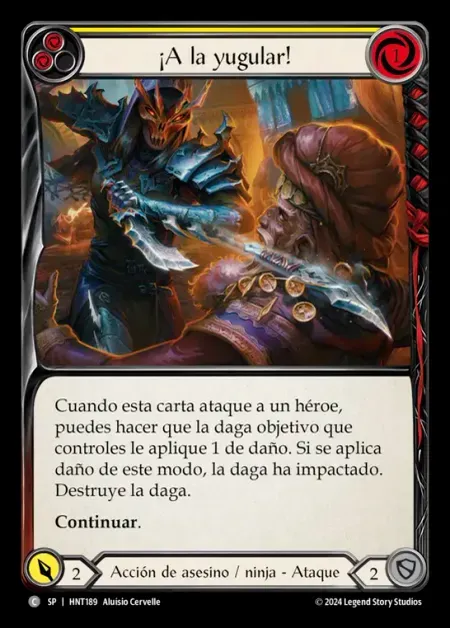 ¡A la yugular!
1
Cuando esta carta ataque a un héroe,
puedes hacer que la daga objetivo que
controles le aplique 1 de daño. Si se aplica
daño de este modo, la daga ha impactado.
Destruye la daga.
Continuar.
2 Acción de asesino / ninja - Ataque 2
C SP | HNT189 Aluisio Cervelle © 2024 Legend Story Studios